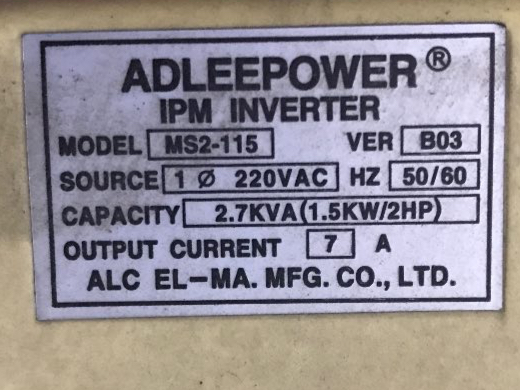 ADLEEPOWER®
IPM INVERTER
MODEL MS2-115 VER B03
SOURCE 1 Ø 220VAC HZ 50/60
CAPACITY 2.7KVA(1.5KW/2HP)
OUTPUT CURRENT 7 A
ALC EL-MA. MFG. CO., LTD.